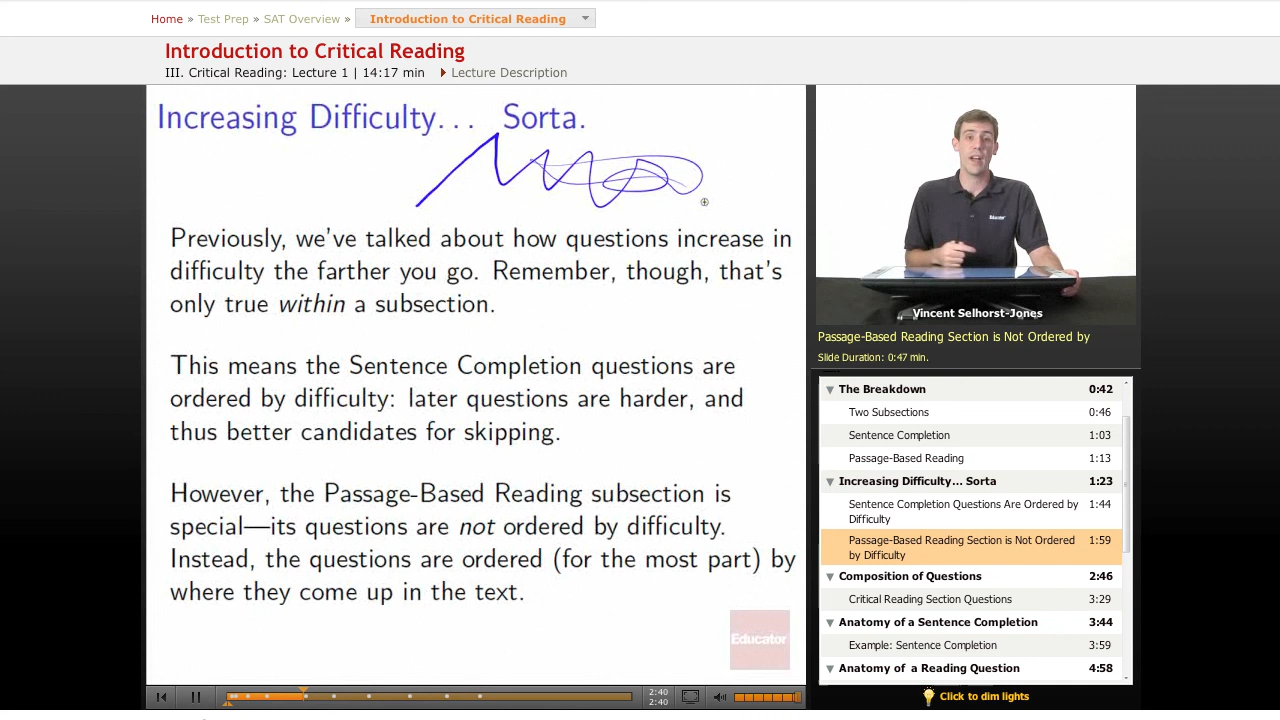 Home » Test Prep » SAT Overview » Introduction to Critical Reading
Introduction to Critical Reading
III. Critical Reading: Lecture 1 | 14:17 min Lecture Description
Increasing Difficulty... Sorta.
Previously, we've talked about how questions increase in
difficulty the farther you go. Remember, though, that's
only true within a subsection.
This means the Sentence Completion questions are
ordered by difficulty: later questions are harder, and
thus better candidates for skipping.
However, the Passage-Based Reading subsection is
special—its questions are not ordered by difficulty.
Instead, the questions are ordered (for the most part) by
where they come up in the text.
Educator
2:40
2:40
Educator
Vincent Selhorst-Jones
Passage-Based Reading Section is Not Ordered by
Slide Duration: 0:47 min.
The Breakdown 0:42
Two Subsections 0:46
Sentence Completion 1:03
Passage-Based Reading 1:13
Increasing Difficulty... Sorta 1:23
Sentence Completion Questions Are Ordered by 1:44
Difficulty
Passage-Based Reading Section is Not Ordered 1:59
by Difficulty
Composition of Questions 2:46
Critical Reading Section Questions 3:29
Anatomy of a Sentence Completion 3:44
Example: Sentence Completion 3:59
Anatomy of a Reading Question 4:58
Click to dim lights